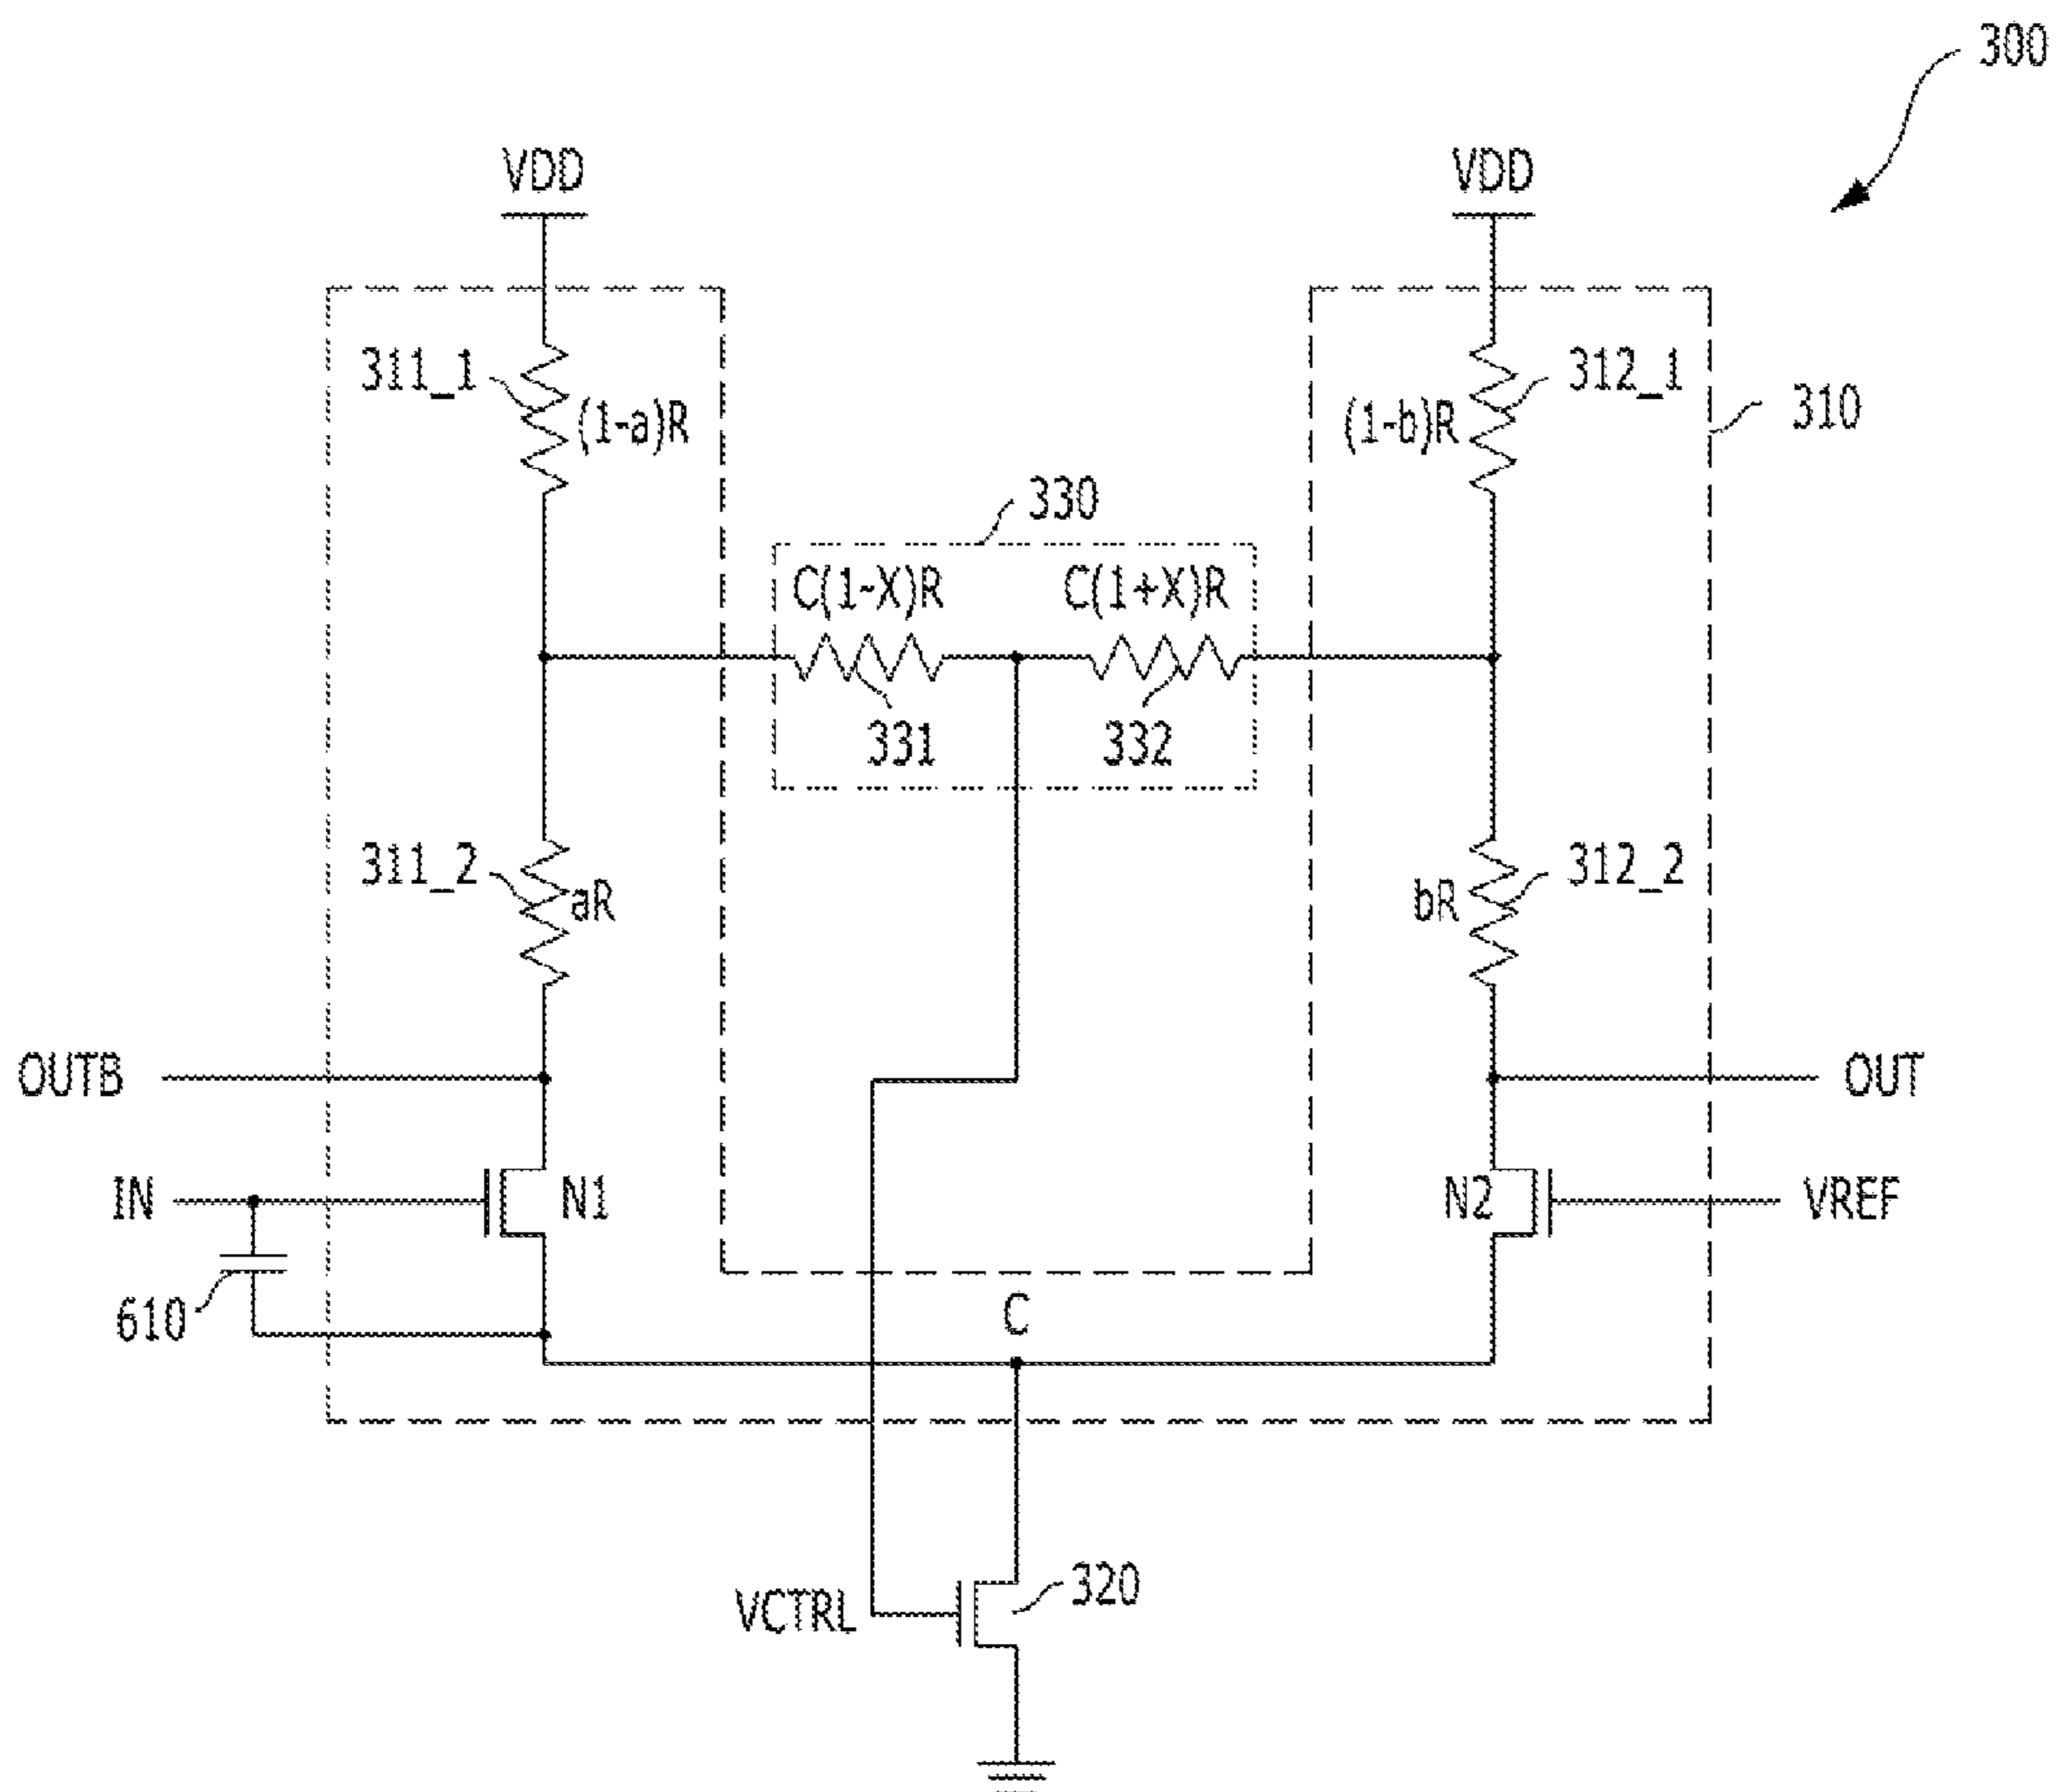 300
VDD VDD
311_1 (1-a)R (1-b)R 312_1
310
330
C(1-X)R C(1+X)R
331 332
311_2 aR bR 312_2
OUTB OUT
IN N1 N2 VREF
610
C
VCTRL 320